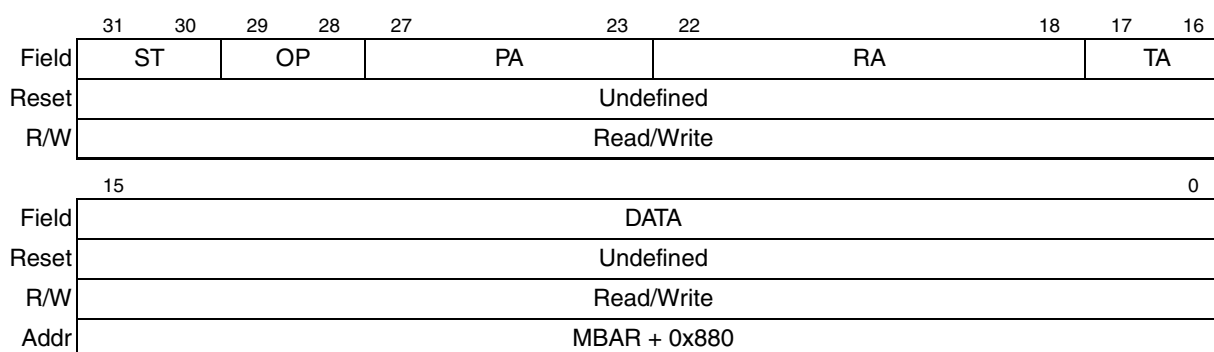 31 30 29 28 27 23 22 18 17 16
Field ST OP PA RA TA
Reset Undefined
R/W Read/Write
15 0
Field DATA
Reset Undefined
R/W Read/Write
Addr MBAR + 0x880